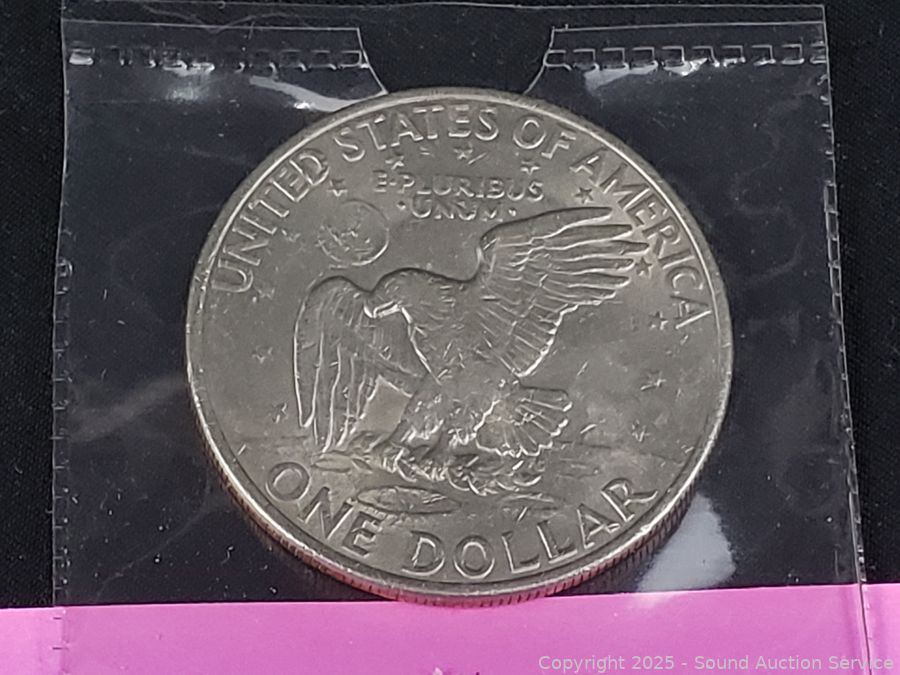 UNITED STATES OF AMERICA
E·PLURIBUS
·UNUM·
ONE DOLLAR
Copyright 2025 - Sound Auction Service